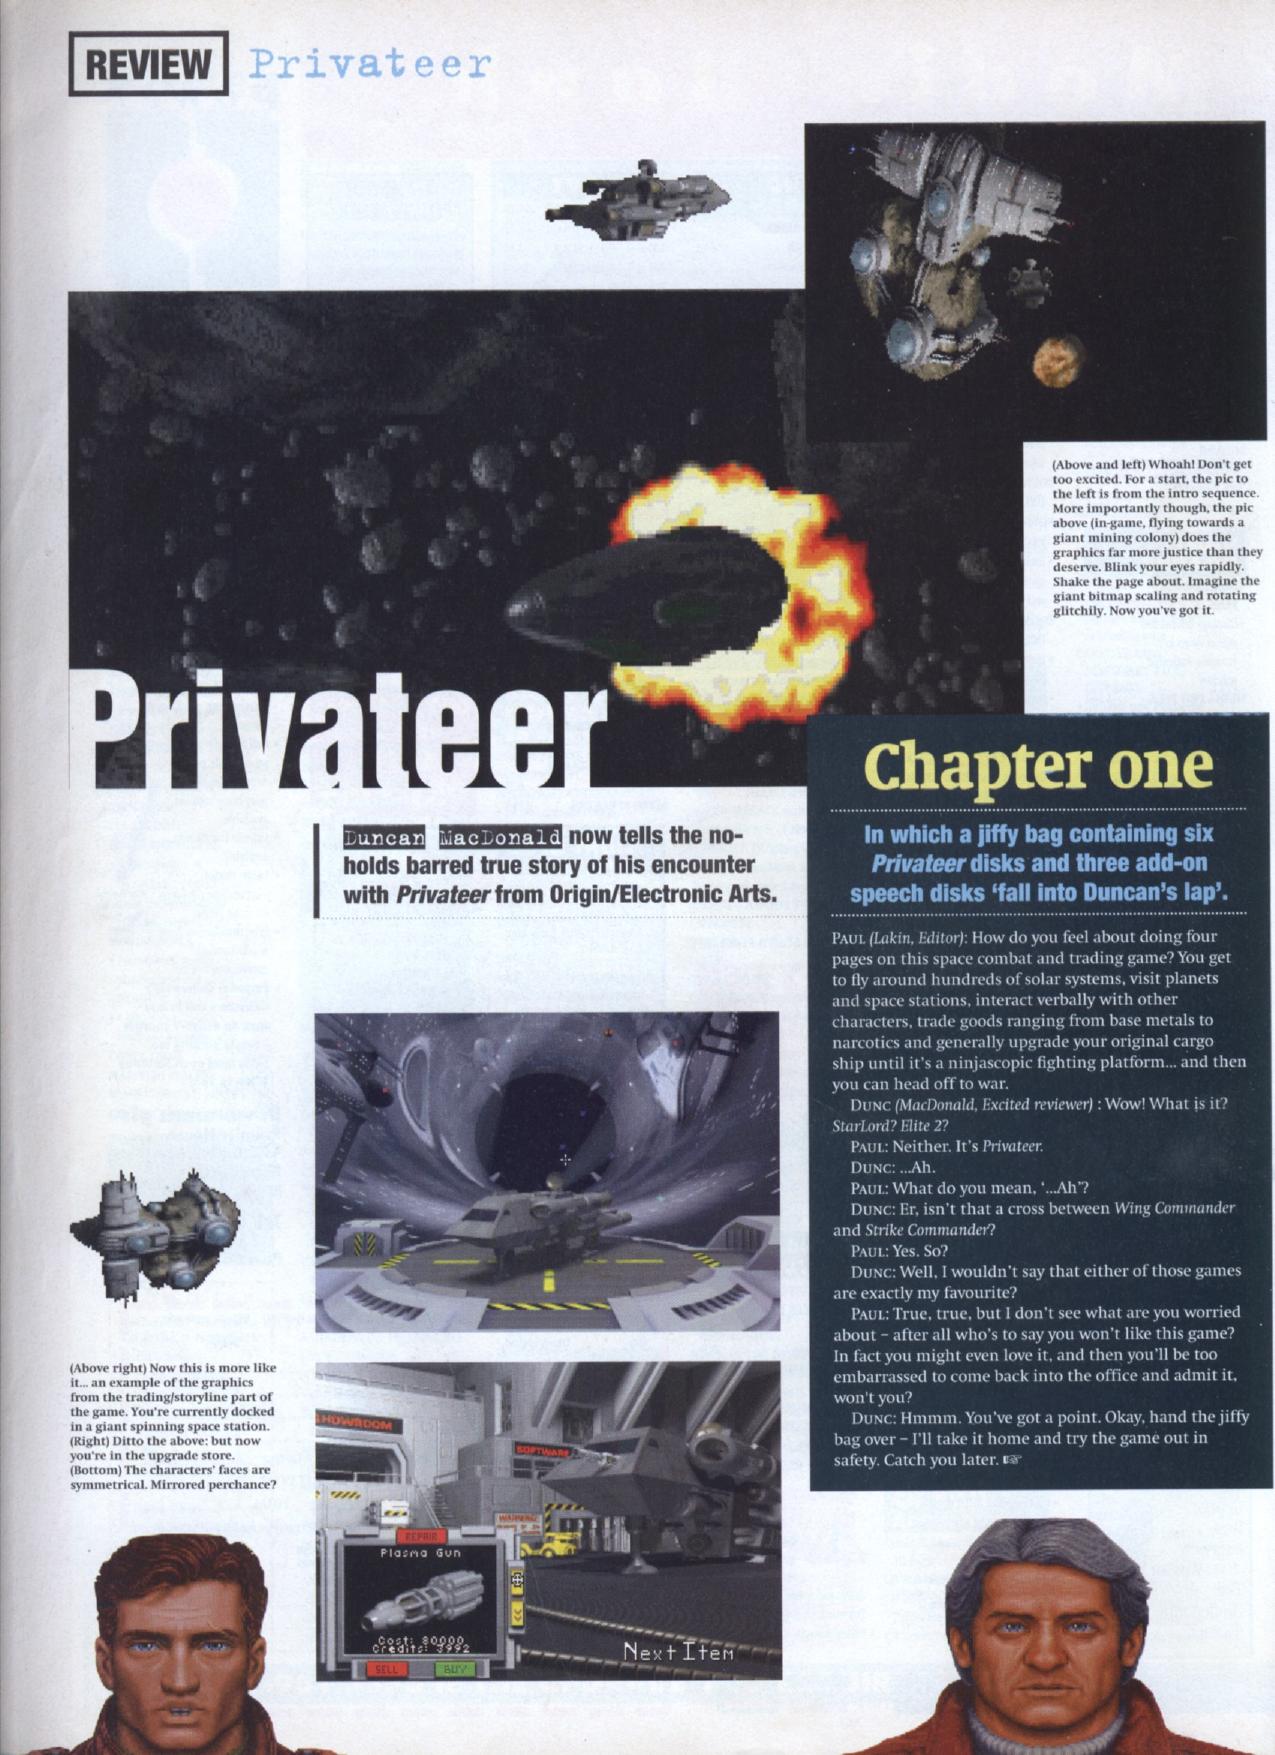 REVIEW Privateer
(Above and left) Whoah! Don't get
too excited. For a start, the pic to
the left is from the intro sequence.
More importantly though, the pic
above (in-game, flying towards a
giant mining colony) does the
graphics far more justice than they
deserve. Blink your eyes rapidly.
Shake the page about. Imagine the
giant bitmap scaling and rotating
glitchily. Now you've got it.
Privateer
Duncan MacDonald now tells the no-
holds barred true story of his encounter
with Privateer from Origin/Electronic Arts.
Chapter one
In which a jiffy bag containing six
Privateer disks and three add-on
speech disks 'fall into Duncan's lap'.
PAUL (Lakin, Editor): How do you feel about doing four
pages on this space combat and trading game? You get
to fly around hundreds of solar systems, visit planets
and space stations, interact verbally with other
characters, trade goods ranging from base metals to
narcotics and generally upgrade your original cargo
ship until it's a ninjascopic fighting platform... and then
you can head off to war.
DUNC (MacDonald, Excited reviewer) : Wow! What is it?
StarLord? Elite 2?
PAUL: Neither. It's Privateer.
DUNC: ...Ah.
PAUL: What do you mean, '...Ah'?
DUNC: Er, isn't that a cross between Wing Commander
and Strike Commander?
PAUL: Yes. So?
DUNC: Well, I wouldn't say that either of those games
are exactly my favourite?
PAUL: True, true, but I don't see what are you worried
about – after all who's to say you won't like this game?
In fact you might even love it, and then you'll be too
embarrassed to come back into the office and admit it,
won't you?
DUNC: Hmmm. You've got a point. Okay, hand the jiffy
bag over – I'll take it home and try the game out in
safety. Catch you later. ☞
(Above right) Now this is more like
it... an example of the graphics
from the trading/storyline part of
the game. You're currently docked
in a giant spinning space station.
(Right) Ditto the above: but now
you're in the upgrade store.
(Bottom) The characters' faces are
symmetrical. Mirrored perchance?
SHOWROOM
SOFTWARE
WARNING!
REPAIR
Plasma Gun
Cost: 80000
Credits: 3992
SELL BUY
Next Item